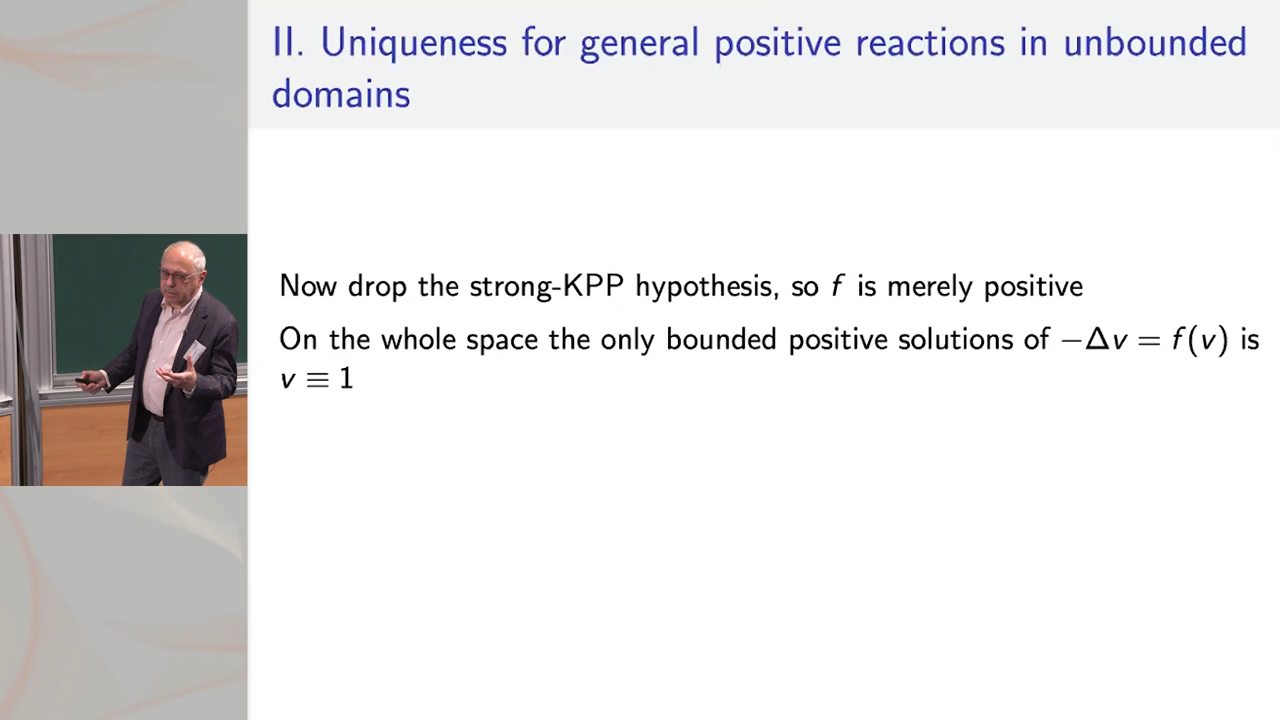 II. Uniqueness for general positive reactions in unbounded
domains
Now drop the strong-KPP hypothesis, so f is merely positive
On the whole space the only bounded positive solutions of −Δv = f(v) is
v ≡ 1